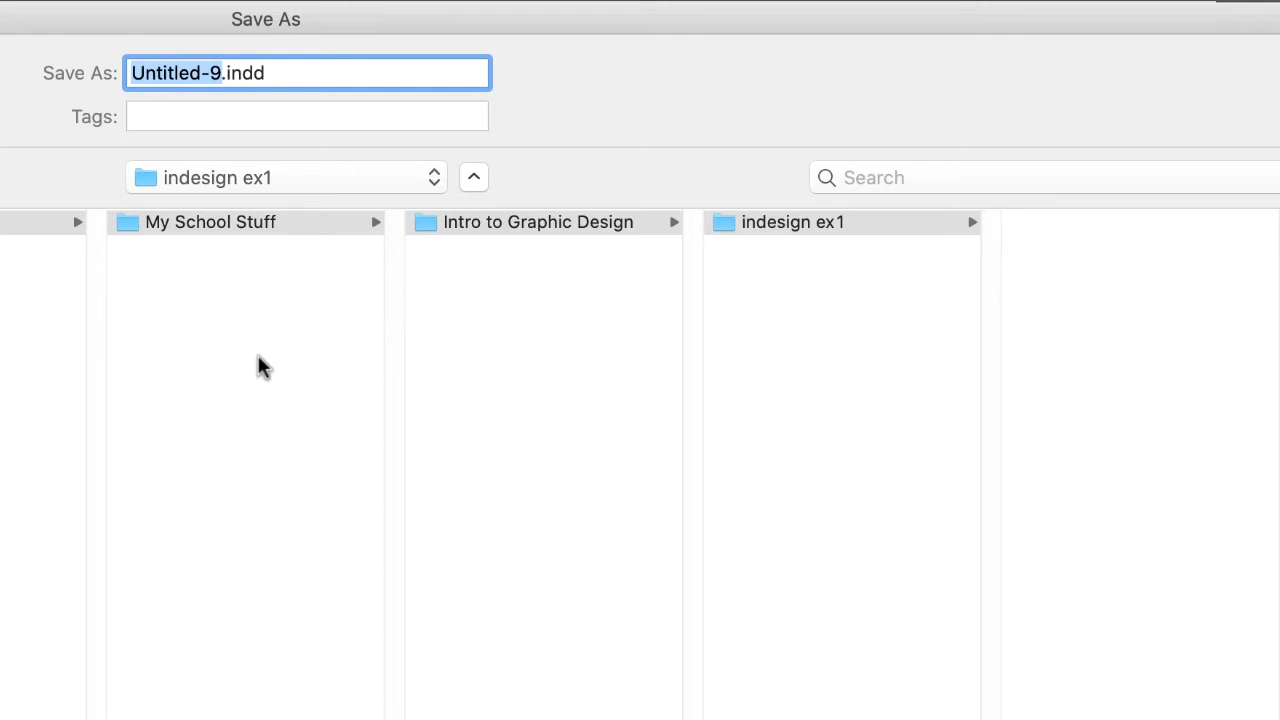 Save As
Save As: Untitled-9.indd
Tags:
indesign ex1 Search
My School Stuff Intro to Graphic Design indesign ex1